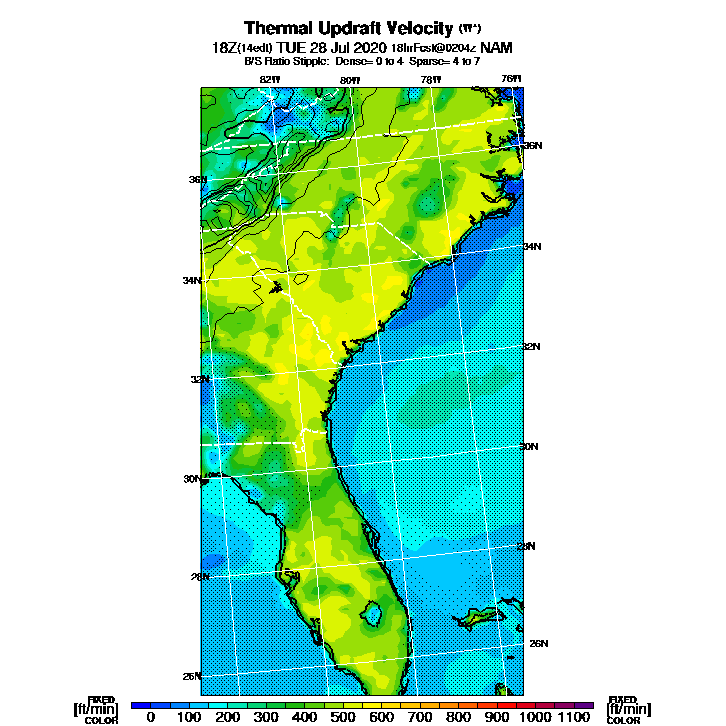 Thermal Updraft Velocity (W*)
18Z(14edt) TUE 28 Jul 2020 18hrFcst@0204z NAM
B/S Ratio Stipple: Dense= 0 to 4 Sparse= 4 to 7
82W 80W 78W 76W
36N
36N
34N
34N
32N
32N
30N
30N
28N
28N
26N
26N
FIXED FIXED
[ft/min] 0 100 200 300 400 500 600 700 800 900 1000 1100 [ft/min]
COLOR COLOR